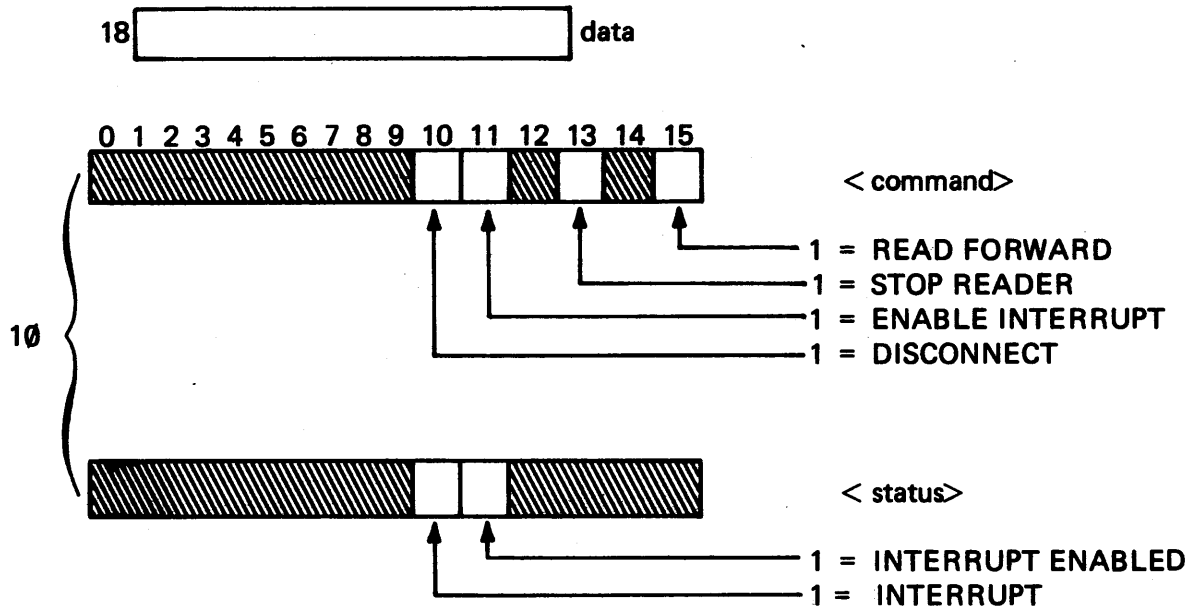 18 data
0 1 2 3 4 5 6 7 8 9 10 11 12 13 14 15
< command>
1 = READ FORWARD
1 = STOP READER
1 = ENABLE INTERRUPT
1 = DISCONNECT
1Ø
< status>
1 = INTERRUPT ENABLED
1 = INTERRUPT